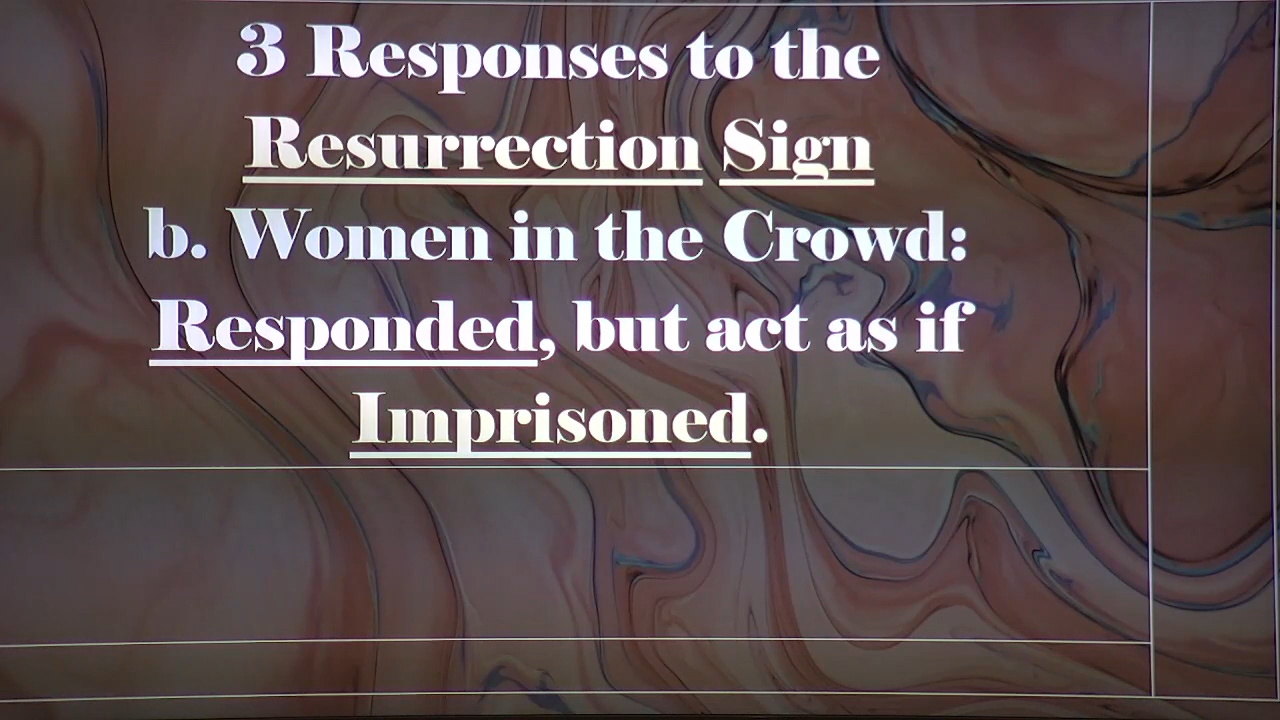 3 Responses to the
Resurrection Sign
b. Women in the Crowd:
Responded, but act as if
Imprisoned.